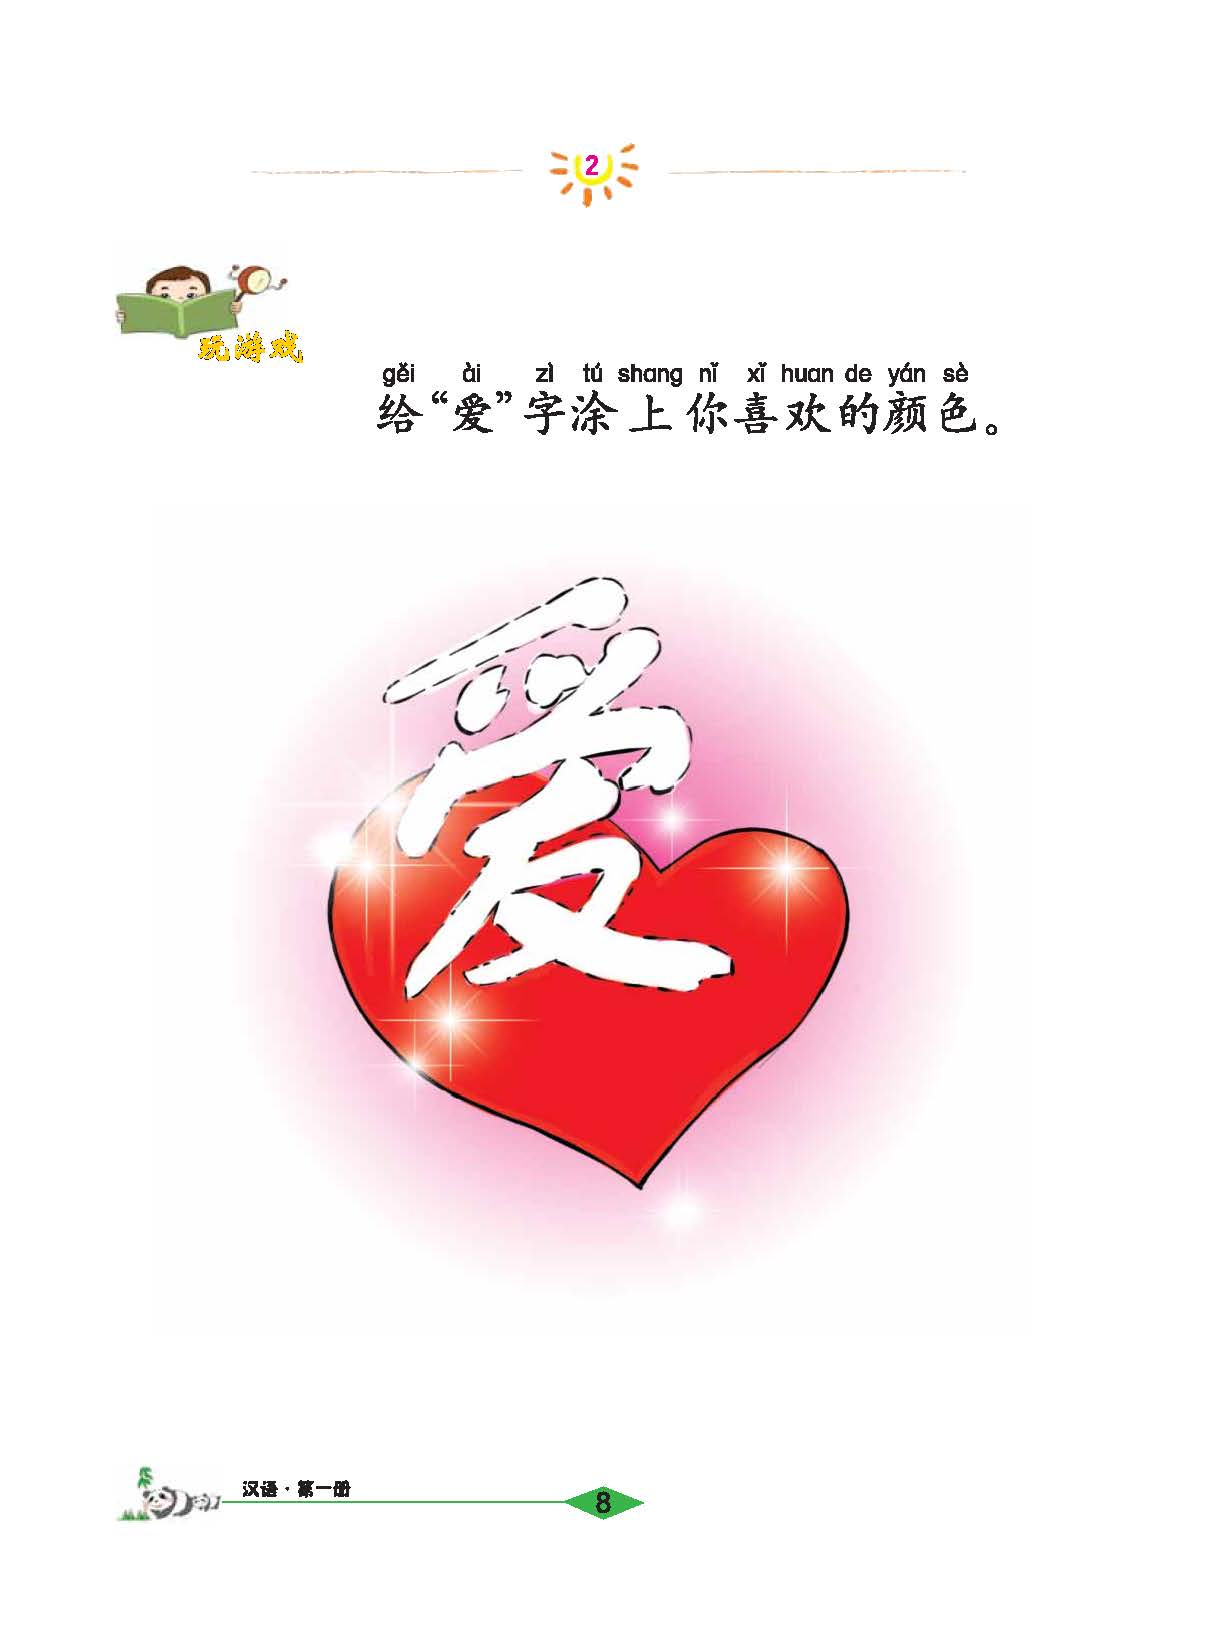 2
玩游戏
gěi ài zì tú shang nǐ xǐ huan de yán sè
给“爱”字涂上你喜欢的颜色。
爱
汉语·第一册
8